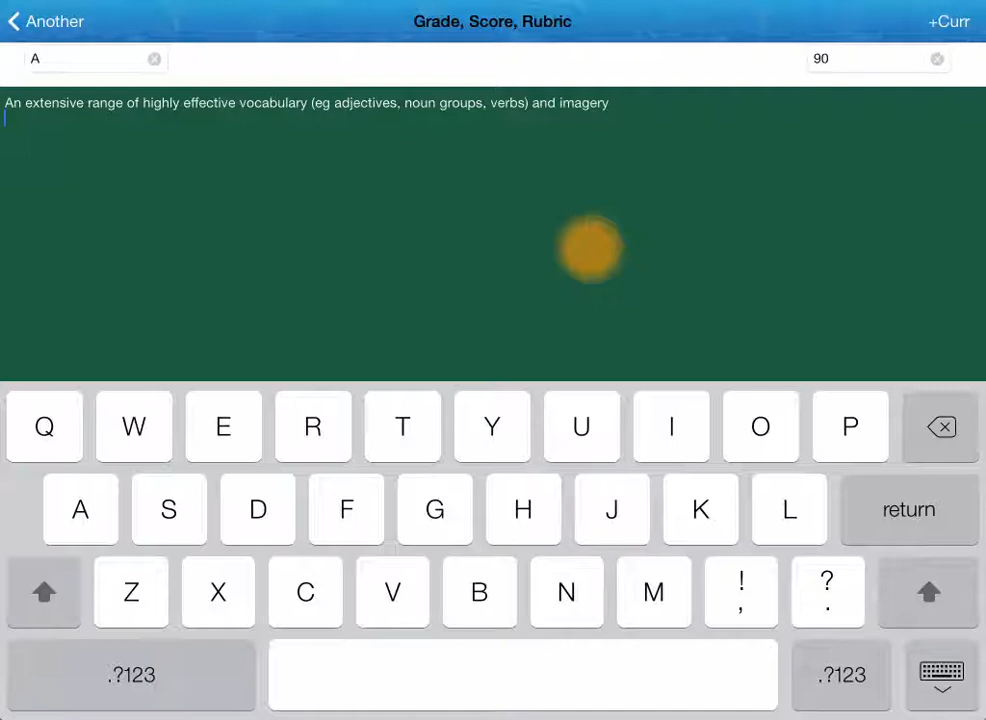 Another
Grade, Score, Rubric
+Curr
A
90
An extensive range of highly effective vocabulary (eg adjectives, noun groups, verbs) and imagery
Q W E R T Y U I O P
A S D F G H J K L return
Z X C V B N M ! , ? .
.?123 .?123